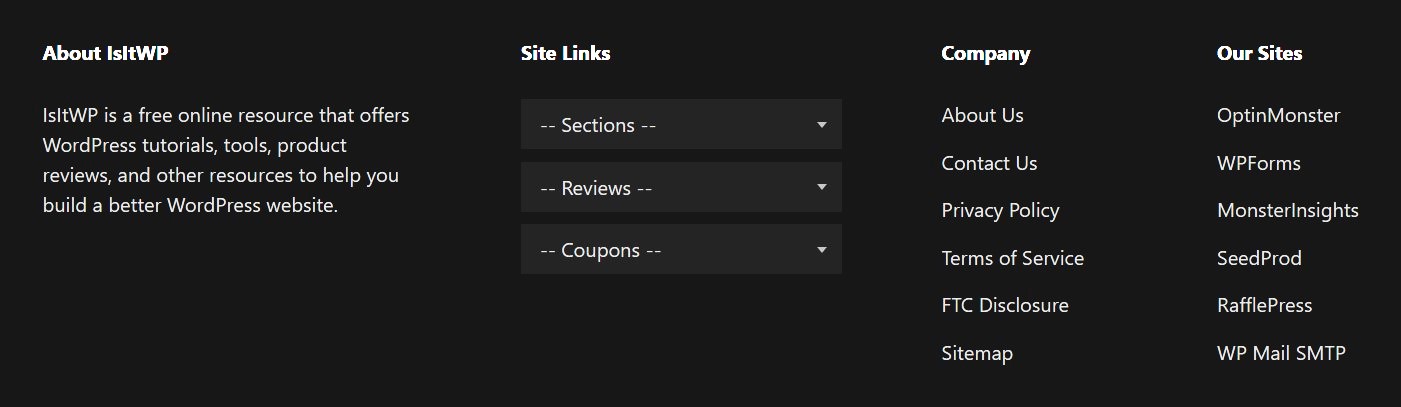 About IsItWP
IsItWP is a free online resource that offers
WordPress tutorials, tools, product
reviews, and other resources to help you
build a better WordPress website.
Site Links
-- Sections --
-- Reviews --
-- Coupons --
Company
About Us
Contact Us
Privacy Policy
Terms of Service
FTC Disclosure
Sitemap
Our Sites
OptinMonster
WPForms
MonsterInsights
SeedProd
RafflePress
WP Mail SMTP